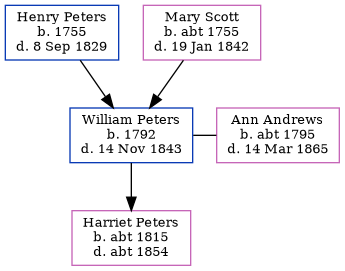 Henry Peters
b. 1755
d. 8 Sep 1829
Mary Scott
b. abt 1755
d. 19 Jan 1842
William Peters
b. 1792
d. 14 Nov 1843
Ann Andrews
b. abt 1795
d. 14 Mar 1865
Harriet Peters
b. abt 1815
d. abt 1854